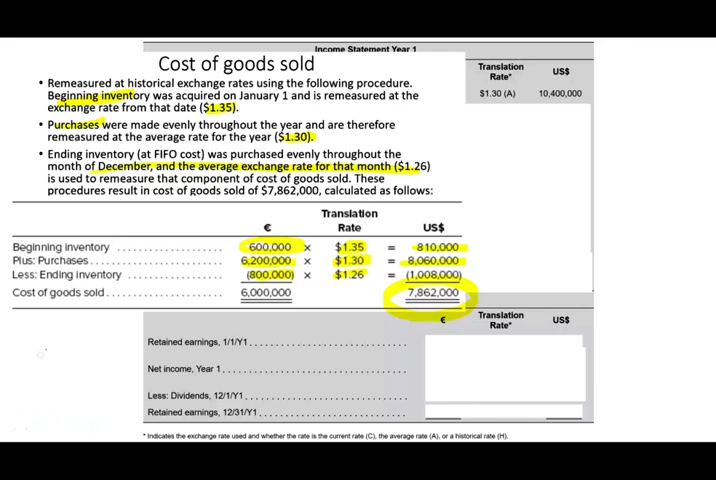 Income Statement Year 1
Cost of goods sold
Translation
Rate*
US$
$1.30 (A)
10,400,000
• Remeasured at historical exchange rates using the following procedure.
Beginning inventory was acquired on January 1 and is remeasured at the
exchange rate from that date ($1.35).
• Purchases were made evenly throughout the year and are therefore
remeasured at the average rate for the year ($1.30).
• Ending inventory (at FIFO cost) was purchased evenly throughout the
month of December, and the average exchange rate for that month ($1.26)
is used to remeasure that component of cost of goods sold. These
procedures result in cost of goods sold of $7,862,000, calculated as follows:
Translation
€ Rate US$
Beginning inventory 600,000 × $1.35 = 810,000
Plus: Purchases 6,200,000 × $1.30 = 8,060,000
Less: Ending inventory (800,000) × $1.26 = (1,008,000)
Cost of goods sold 6,000,000 7,862,000
€ Translation Rate* US$
Retained earnings, 1/1/Y1
Net income, Year 1
Less: Dividends, 12/1/Y1
Retained earnings, 12/31/Y1
* Indicates the exchange rate used and whether the rate is the current rate (C), the average rate (A), or a historical rate (H).